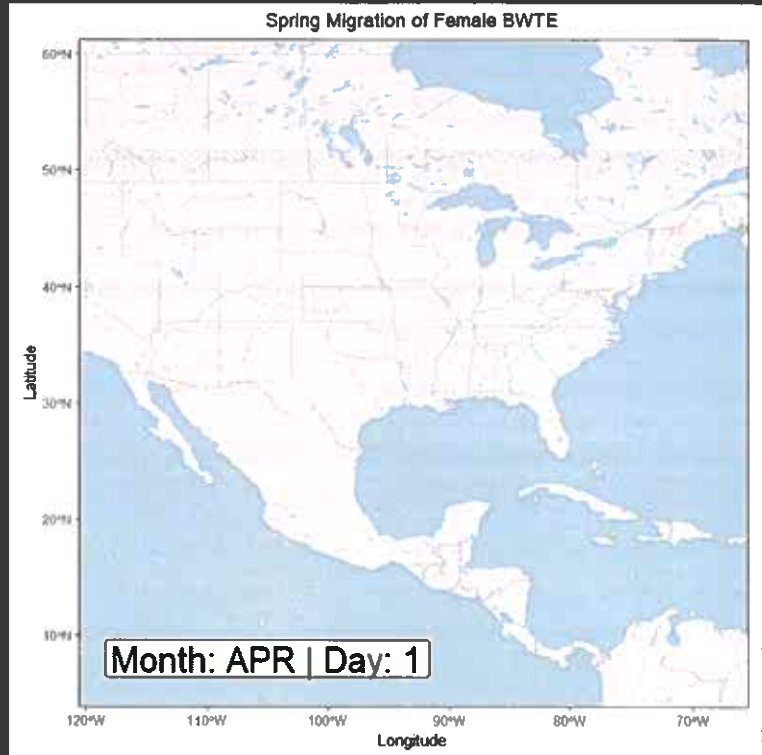 Spring Migration of Female BWTE
60°N
50°N
40°N
30°N
20°N
10°N
Latitude
Month: APR | Day: 1
120°W 110°W 100°W 90°W 80°W 70°W
Longitude